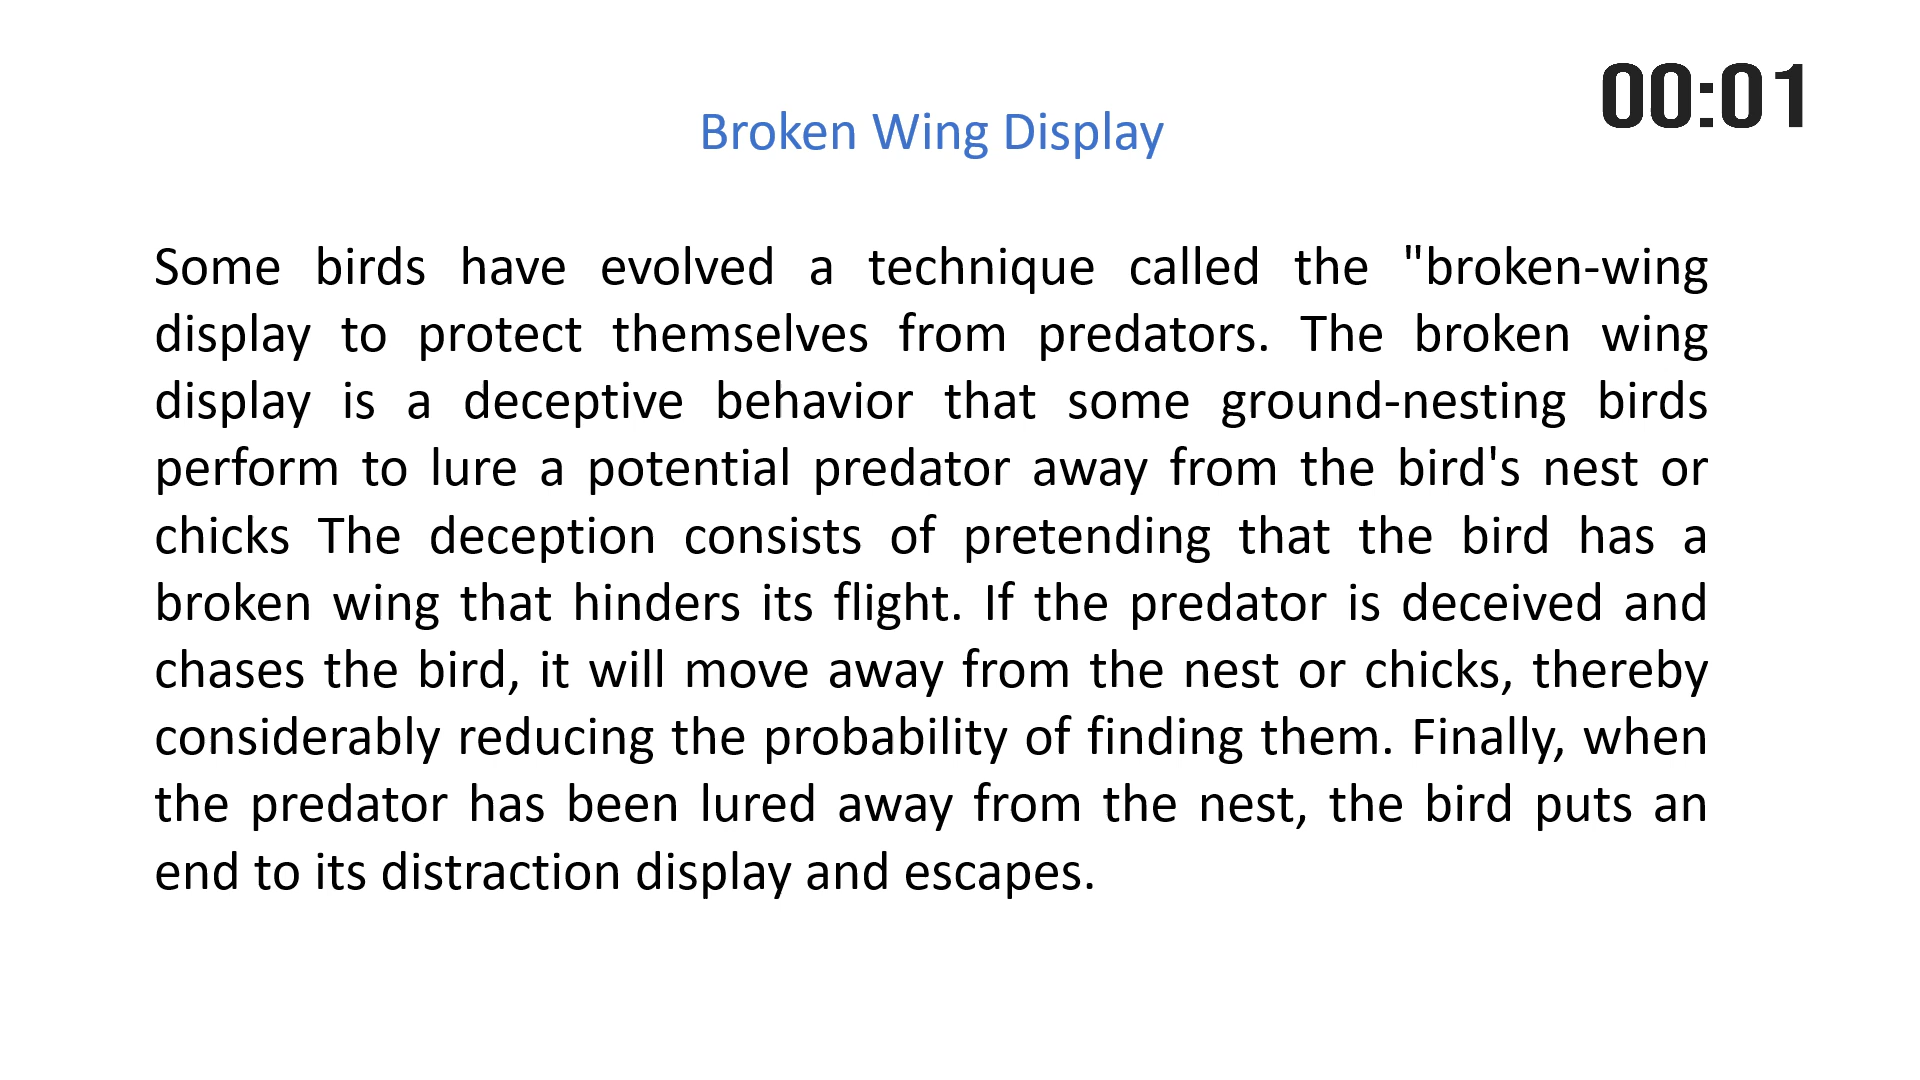 00:01
Broken Wing Display
Some birds have evolved a technique called the "broken-wing
display to protect themselves from predators. The broken wing
display is a deceptive behavior that some ground-nesting birds
perform to lure a potential predator away from the bird's nest or
chicks The deception consists of pretending that the bird has a
broken wing that hinders its flight. If the predator is deceived and
chases the bird, it will move away from the nest or chicks, thereby
considerably reducing the probability of finding them. Finally, when
the predator has been lured away from the nest, the bird puts an
end to its distraction display and escapes.